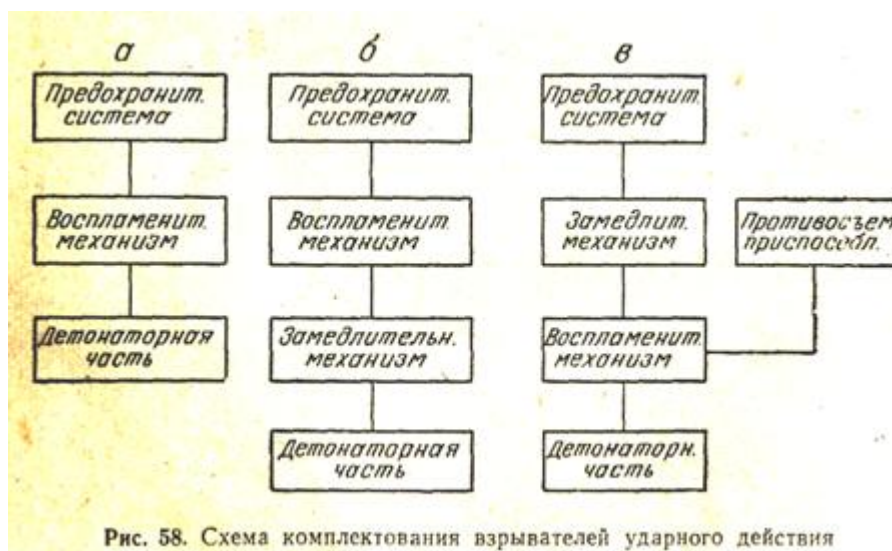 а
б
в
Предохранит.
система
Воспламенит.
механизм
Детонаторная
часть
Предохранит.
система
Воспламенит.
механизм
Замедлительн.
механизм
Детонаторная
часть
Предохранит.
система
Замедлит.
механизм
Воспламенит.
механизм
Детонаторн.
часть
Противосъем
приспособл.
Рис. 58. Схема комплектования взрывателей ударного действия